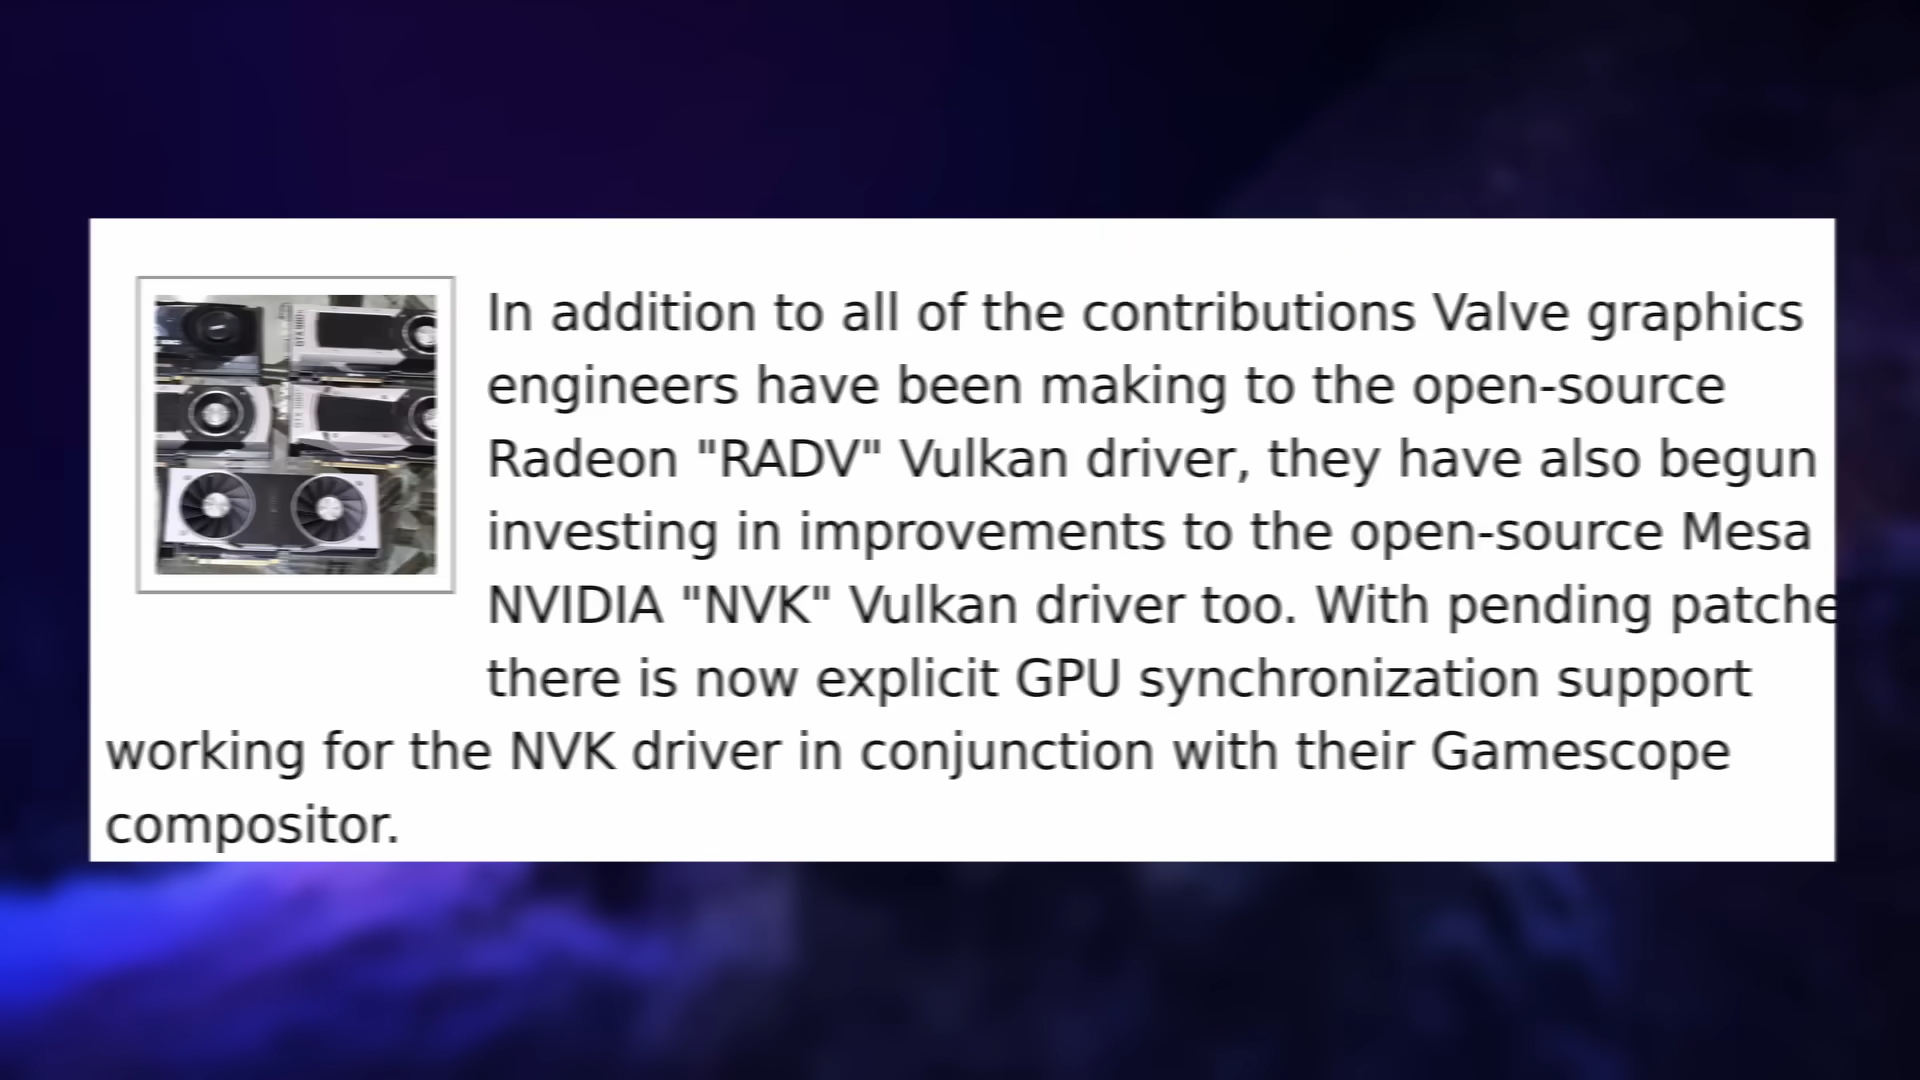 In addition to all of the contributions Valve graphics
engineers have been making to the open-source
Radeon "RADV" Vulkan driver, they have also begun
investing in improvements to the open-source Mesa
NVIDIA "NVK" Vulkan driver too. With pending patche
there is now explicit GPU synchronization support
working for the NVK driver in conjunction with their Gamescope
compositor.